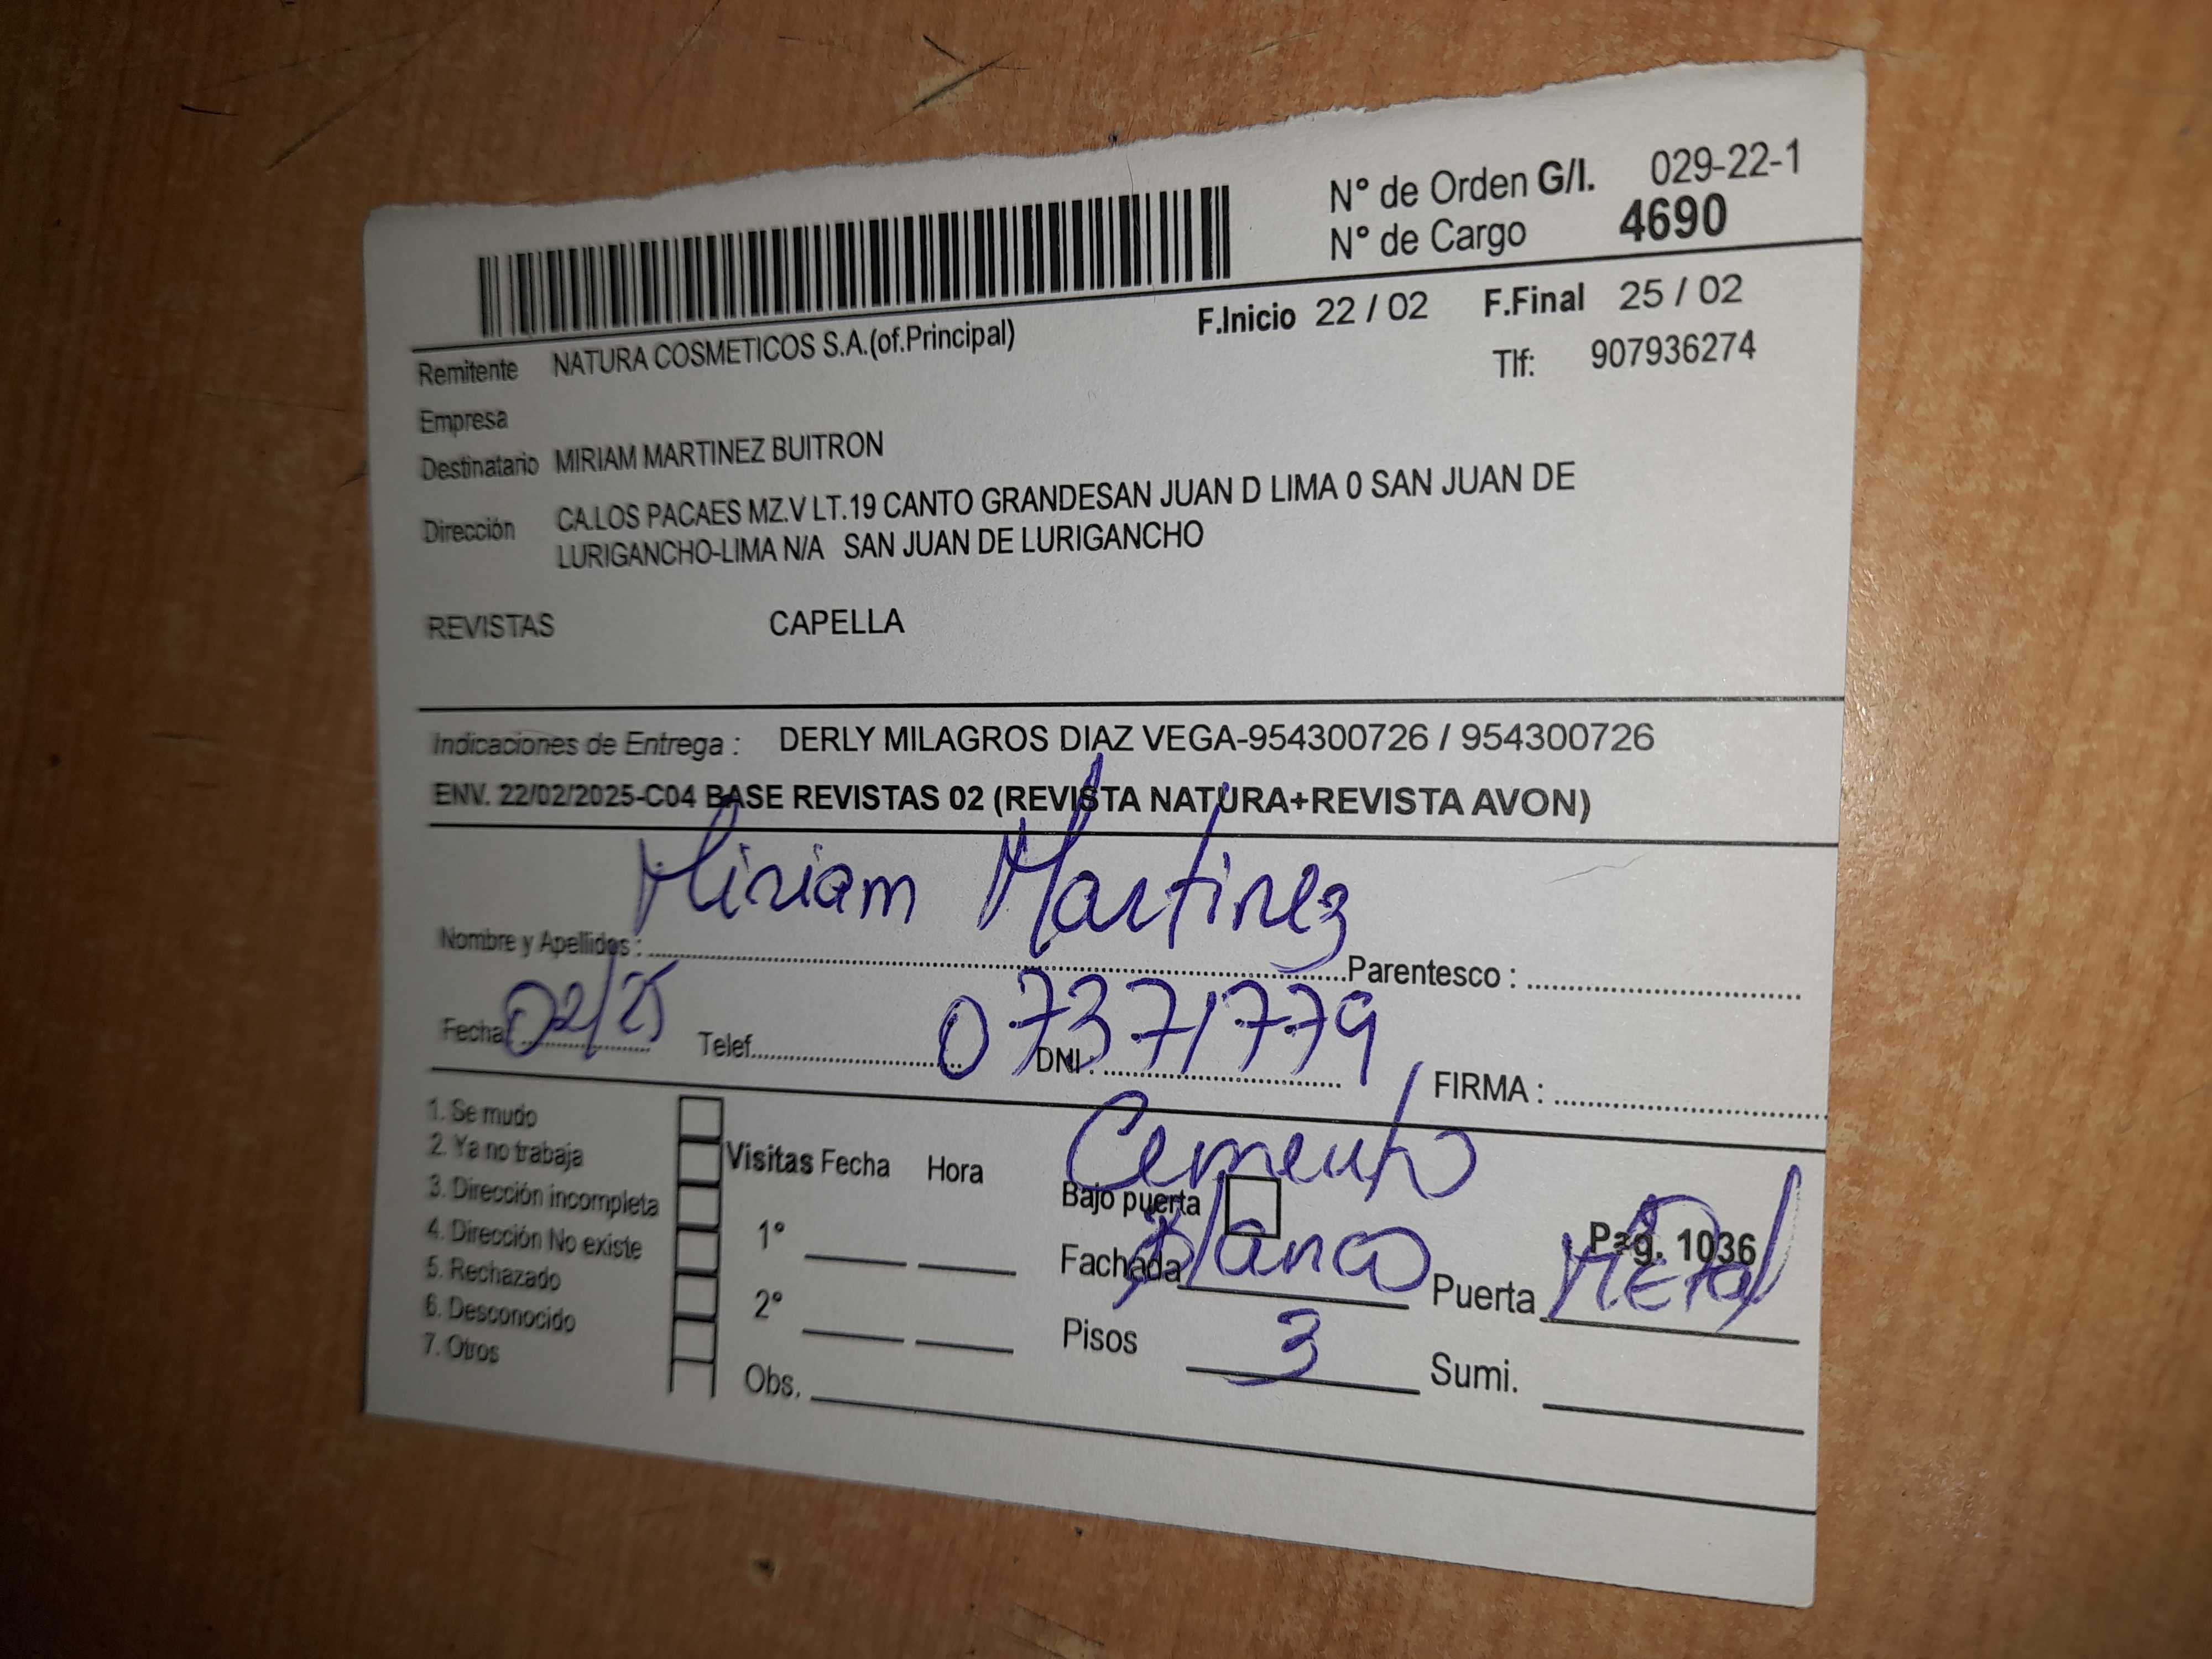 N° de Orden G/I. 029-22-1
N° de Cargo 4690
F.Inicio 22 / 02 F.Final 25 / 02
Remitente NATURA COSMETICOS S.A.(of.Principal) Tlf: 907936274
Empresa
Destinatario MIRIAM MARTINEZ BUITRON
Dirección CA.LOS PACAES MZ.V LT.19 CANTO GRANDESAN JUAN D LIMA 0 SAN JUAN DE
LURIGANCHO-LIMA N/A SAN JUAN DE LURIGANCHO
REVISTAS CAPELLA
Indicaciones de Entrega : DERLY MILAGROS DIAZ VEGA-954300726 / 954300726
ENV. 22/02/2025-C04 BASE REVISTAS 02 (REVISTA NATURA+REVISTA AVON)
Nombre y Apellidos : Miriam Martinez Parentesco :
Fecha 02/25 Telef. DNI : 07371779 FIRMA :
1. Se mudo
2. Ya no trabaja
3. Dirección incompleta
4. Dirección No existe
5. Rechazado
6. Desconocido
7. Otros
Visitas Fecha Hora
1°
2°
Obs.
Cemento
Bajo puerta
Pag. 1036
Fachada blanco Puerta Metal
Pisos 3 Sumi.